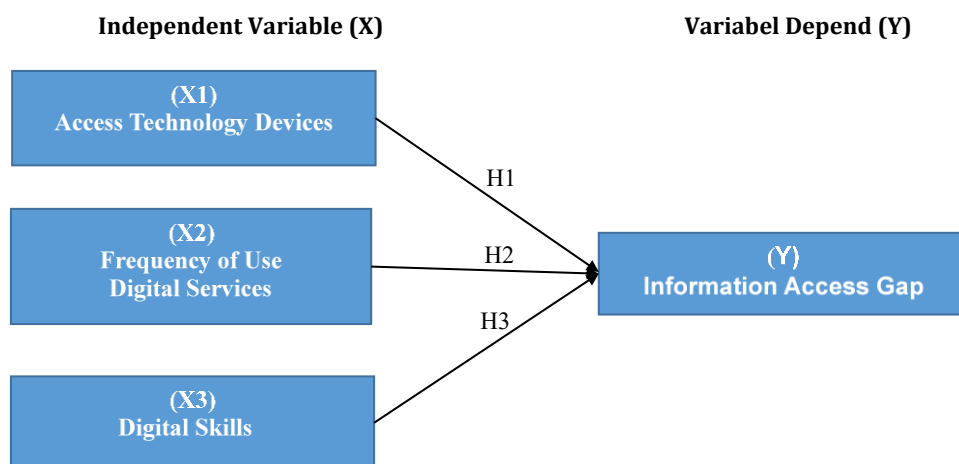 Independent Variable (X)
Variabel Depend (Y)
(X1)
Access Technology Devices
H1
(X2)
Frequency of Use
Digital Services
H2
(Y)
Information Access Gap
H3
(X3)
Digital Skills